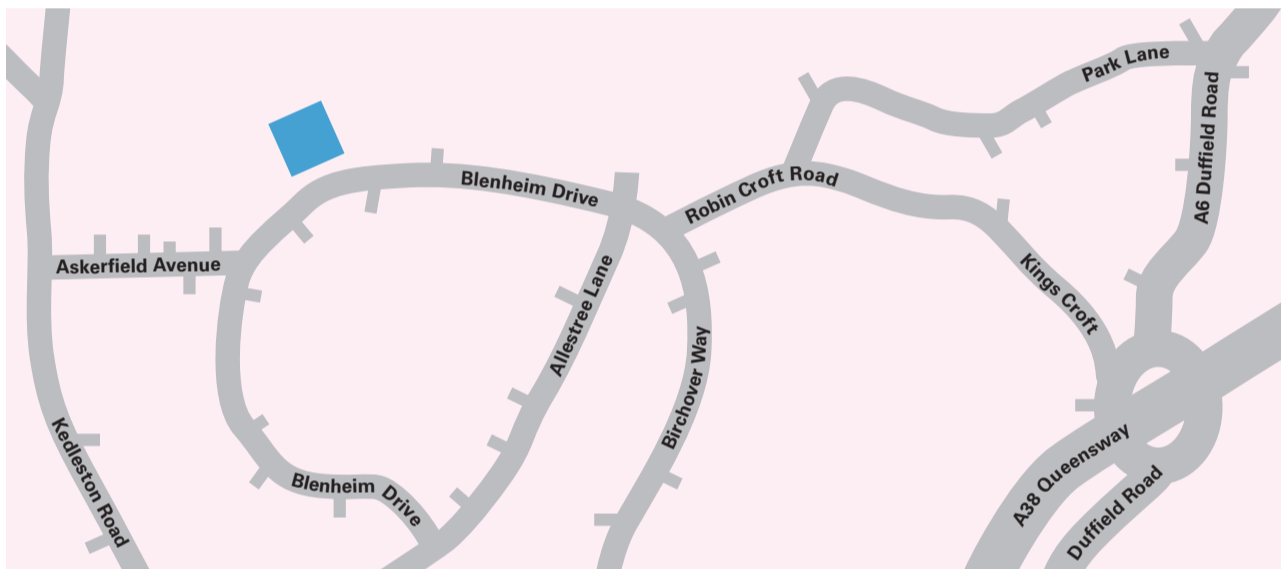 Park Lane
A6 Duffield Road
Blenheim Drive
Robin Croft Road
Askerfield Avenue
Kings Croft
Allestree Lane
Birchover Way
Kedleston Road
Blenheim Drive
A38 Queensway
Duffield Road